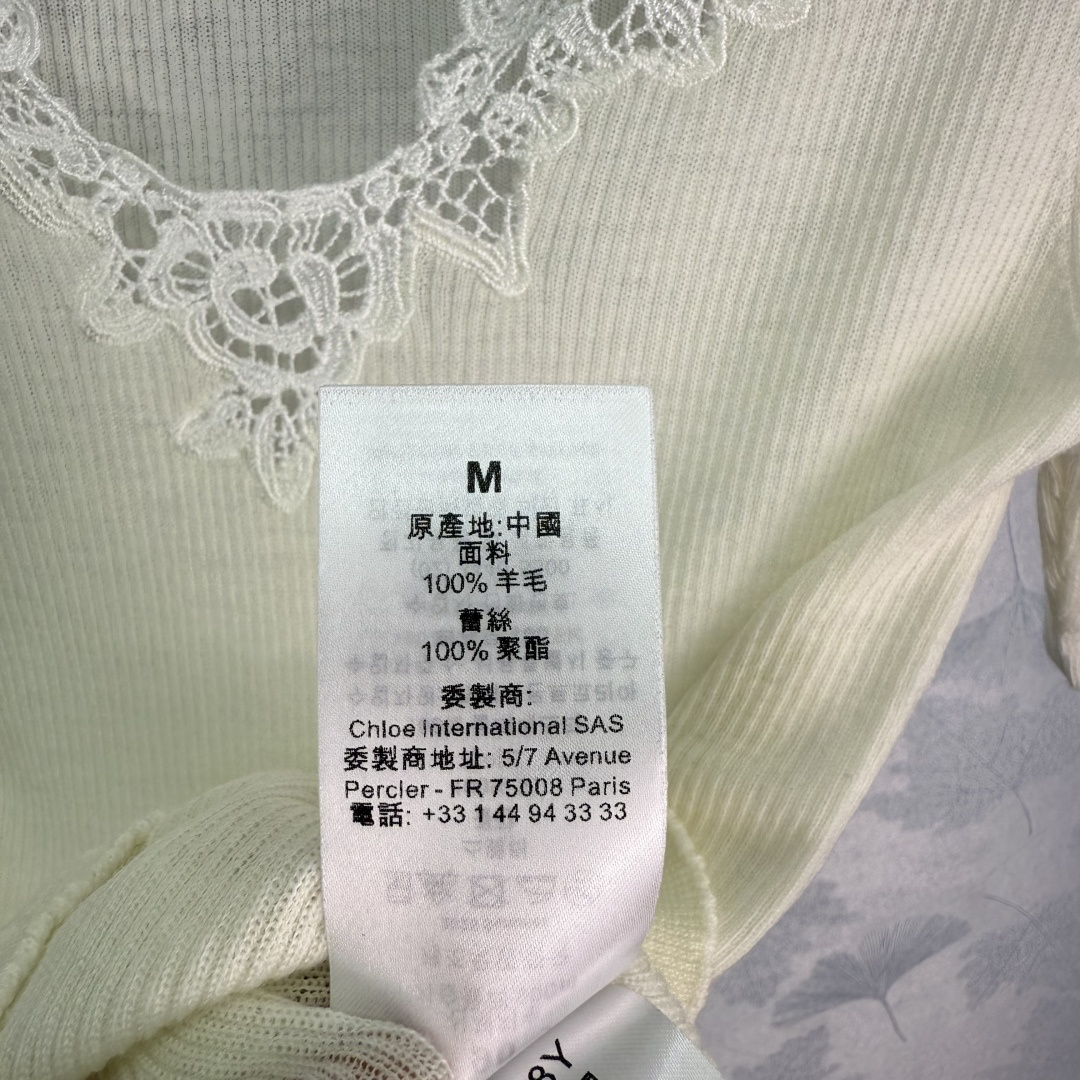 M
原產地:中國
面料
100% 羊毛
蕾絲
100% 聚酯
委製商:
Chloe International SAS
委製商地址: 5/7 Avenue
Percier - FR 75008 Paris
電話: +33 1 44 94 33 33